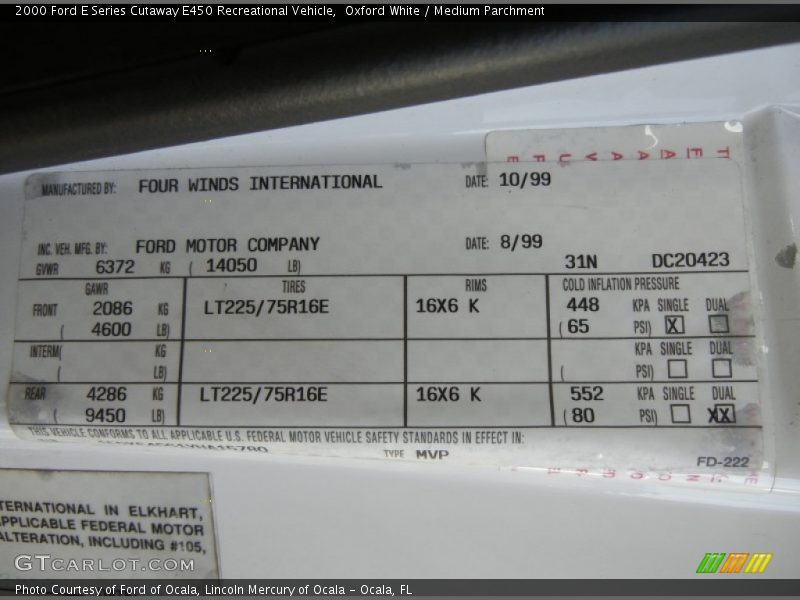 2000 Ford E Series Cutaway E450 Recreational Vehicle,  Oxford White / Medium Parchment
MANUFACTURED BY: FOUR WINDS INTERNATIONAL DATE: 10/99
INC. VEH. MFG. BY: FORD MOTOR COMPANY DATE: 8/99
GVWR 6372 KG ( 14050 LB) 31N DC20423
GAWR TIRES RIMS COLD INFLATION PRESSURE
FRONT 2086 KG LT225/75R16E 16X6 K 448 KPA SINGLE DUAL
( 4600 LB) ( 65 PSI) X
INTERM( KG KPA SINGLE DUAL
( LB) ( PSI)
REAR 4286 KG LT225/75R16E 16X6 K 552 KPA SINGLE DUAL
( 9450 LB) ( 80 PSI) XX
THIS VEHICLE CONFORMS TO ALL APPLICABLE U.S. FEDERAL MOTOR VEHICLE SAFETY STANDARDS IN EFFECT IN:
TYPE MVP
FD-222
TERNATIONAL IN ELKHART,
APPLICABLE FEDERAL MOTOR
ALTERATION, INCLUDING #105,
GTCARLOT.COM
Photo Courtesy of Ford of Ocala, Lincoln Mercury of Ocala - Ocala, FL